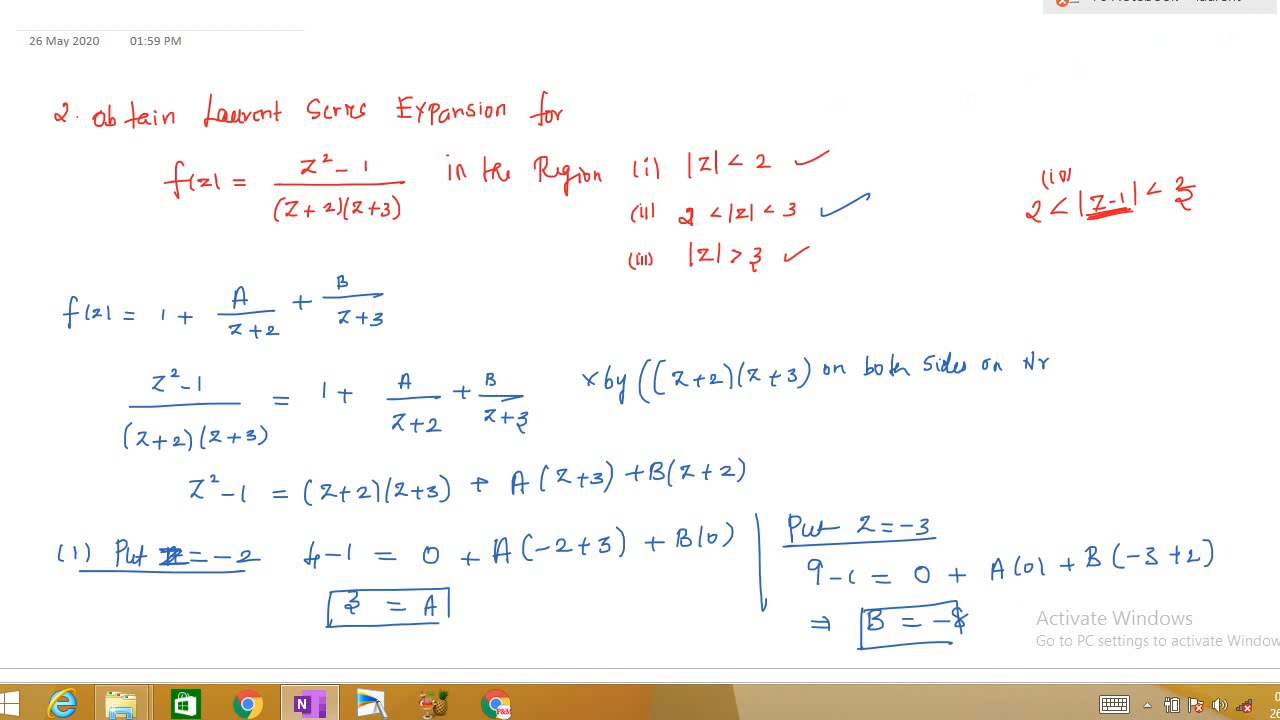 26 May 2020 01:59 PM
2. Obtain Laurent Series Expansion for
f(z) = z² - 1 / (z+2)(z+3) in the Region (i) |z| < 2 ✓
(ii) 2 < |z| < 3 ✓
(iii) |z| > 3 ✓
(iv)
2 < |z-1| < 3
f(z) = 1 + A / z+2 + B / z+3
z²-1 / (z+2)(z+3) = 1 + A / z+2 + B / z+3 × by ((z+2)(z+3) on both sides on Nr
z² - 1 = (z+2)(z+3) + A(z+3) + B(z+2)
(1) Put z = -2 4-1 = 0 + A(-2+3) + B(0)
3 = A
Put z = -3
9-1 = 0 + A(0) + B(-3+2)
⇒ B = -8
Activate Windows
Go to PC settings to activate Window